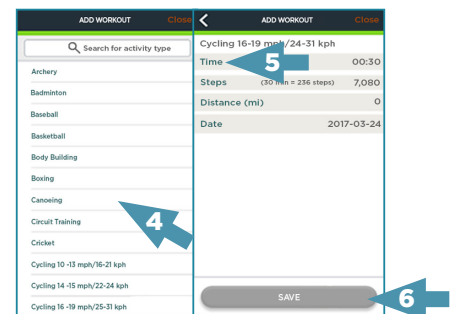 ADD WORKOUT Close
Search for activity type
Archery
Badminton
Baseball
Basketball
Body Building
Boxing
Canoeing
Circuit Training
Cricket
Cycling 10 -13 mph/16-21 kph
Cycling 14 -15 mph/22-24 kph
Cycling 16 -19 mph/25-31 kph
4
ADD WORKOUT Close
Cycling 16-19 mph/24-31 kph
Time 00:30
5
Steps (30 min = 236 steps) 7,080
Distance (mi) 0
Date 2017-03-24
SAVE
6